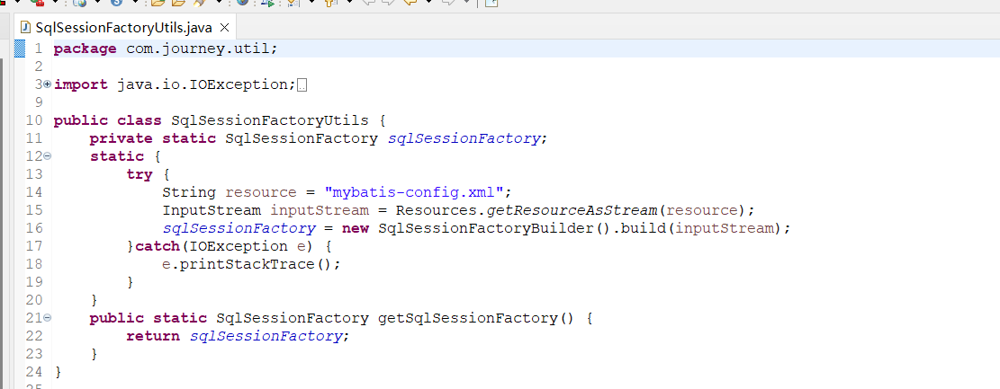 SqlSessionFactoryUtils.java
1 package com.journey.util;
2
3 import java.io.IOException;
9
10 public class SqlSessionFactoryUtils {
11     private static SqlSessionFactory sqlSessionFactory;
12     static {
13         try {
14             String resource = "mybatis-config.xml";
15             InputStream inputStream = Resources.getResourceAsStream(resource);
16             sqlSessionFactory = new SqlSessionFactoryBuilder().build(inputStream);
17         }catch(IOException e) {
18             e.printStackTrace();
19         }
20     }
21     public static SqlSessionFactory getSqlSessionFactory() {
22         return sqlSessionFactory;
23     }
24 }